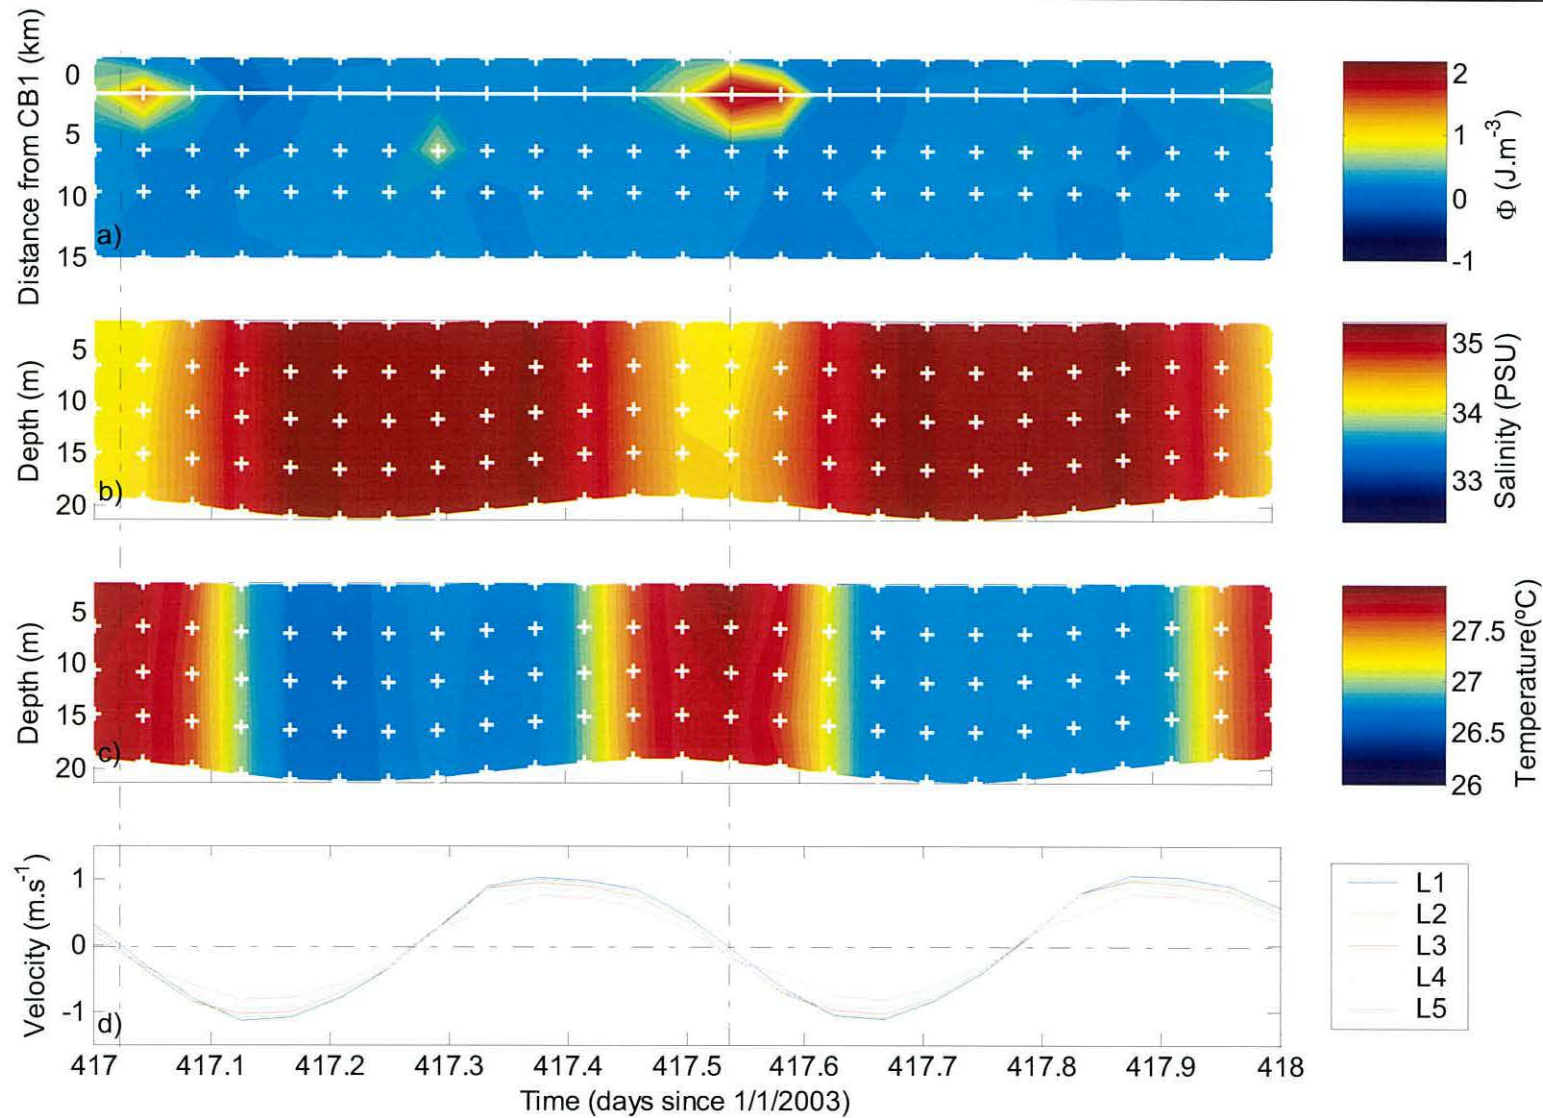 Distance from CB1 (km)
0
5
10
15
a)
2
1
0
-1
Φ (J.m⁻³)
Depth (m)
5
10
15
20
b)
35
34
33
Salinity (PSU)
Depth (m)
5
10
15
20
c)
27.5
27
26.5
26
Temperature(ºC)
Velocity (m.s⁻¹)
1
0
-1
d)
L1
L2
L3
L4
L5
417 417.1 417.2 417.3 417.4 417.5 417.6 417.7 417.8 417.9 418
Time (days since 1/1/2003)